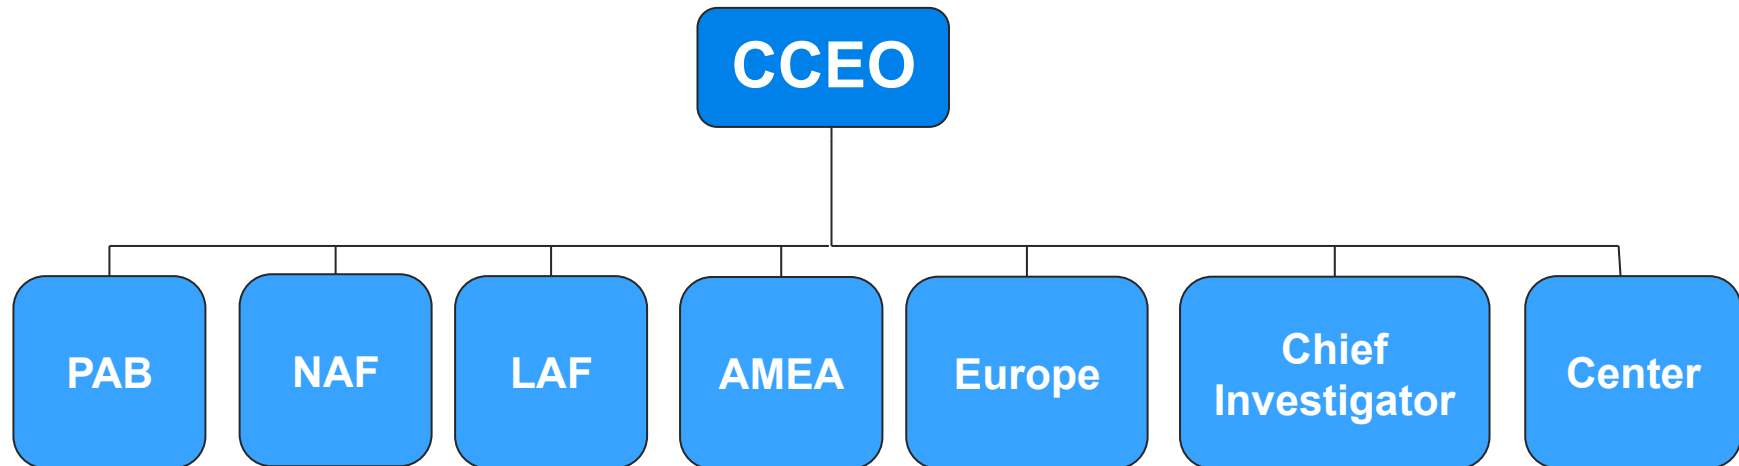 CCEO
PAB
NAF
LAF
AMEA
Europe
Chief
Investigator
Center